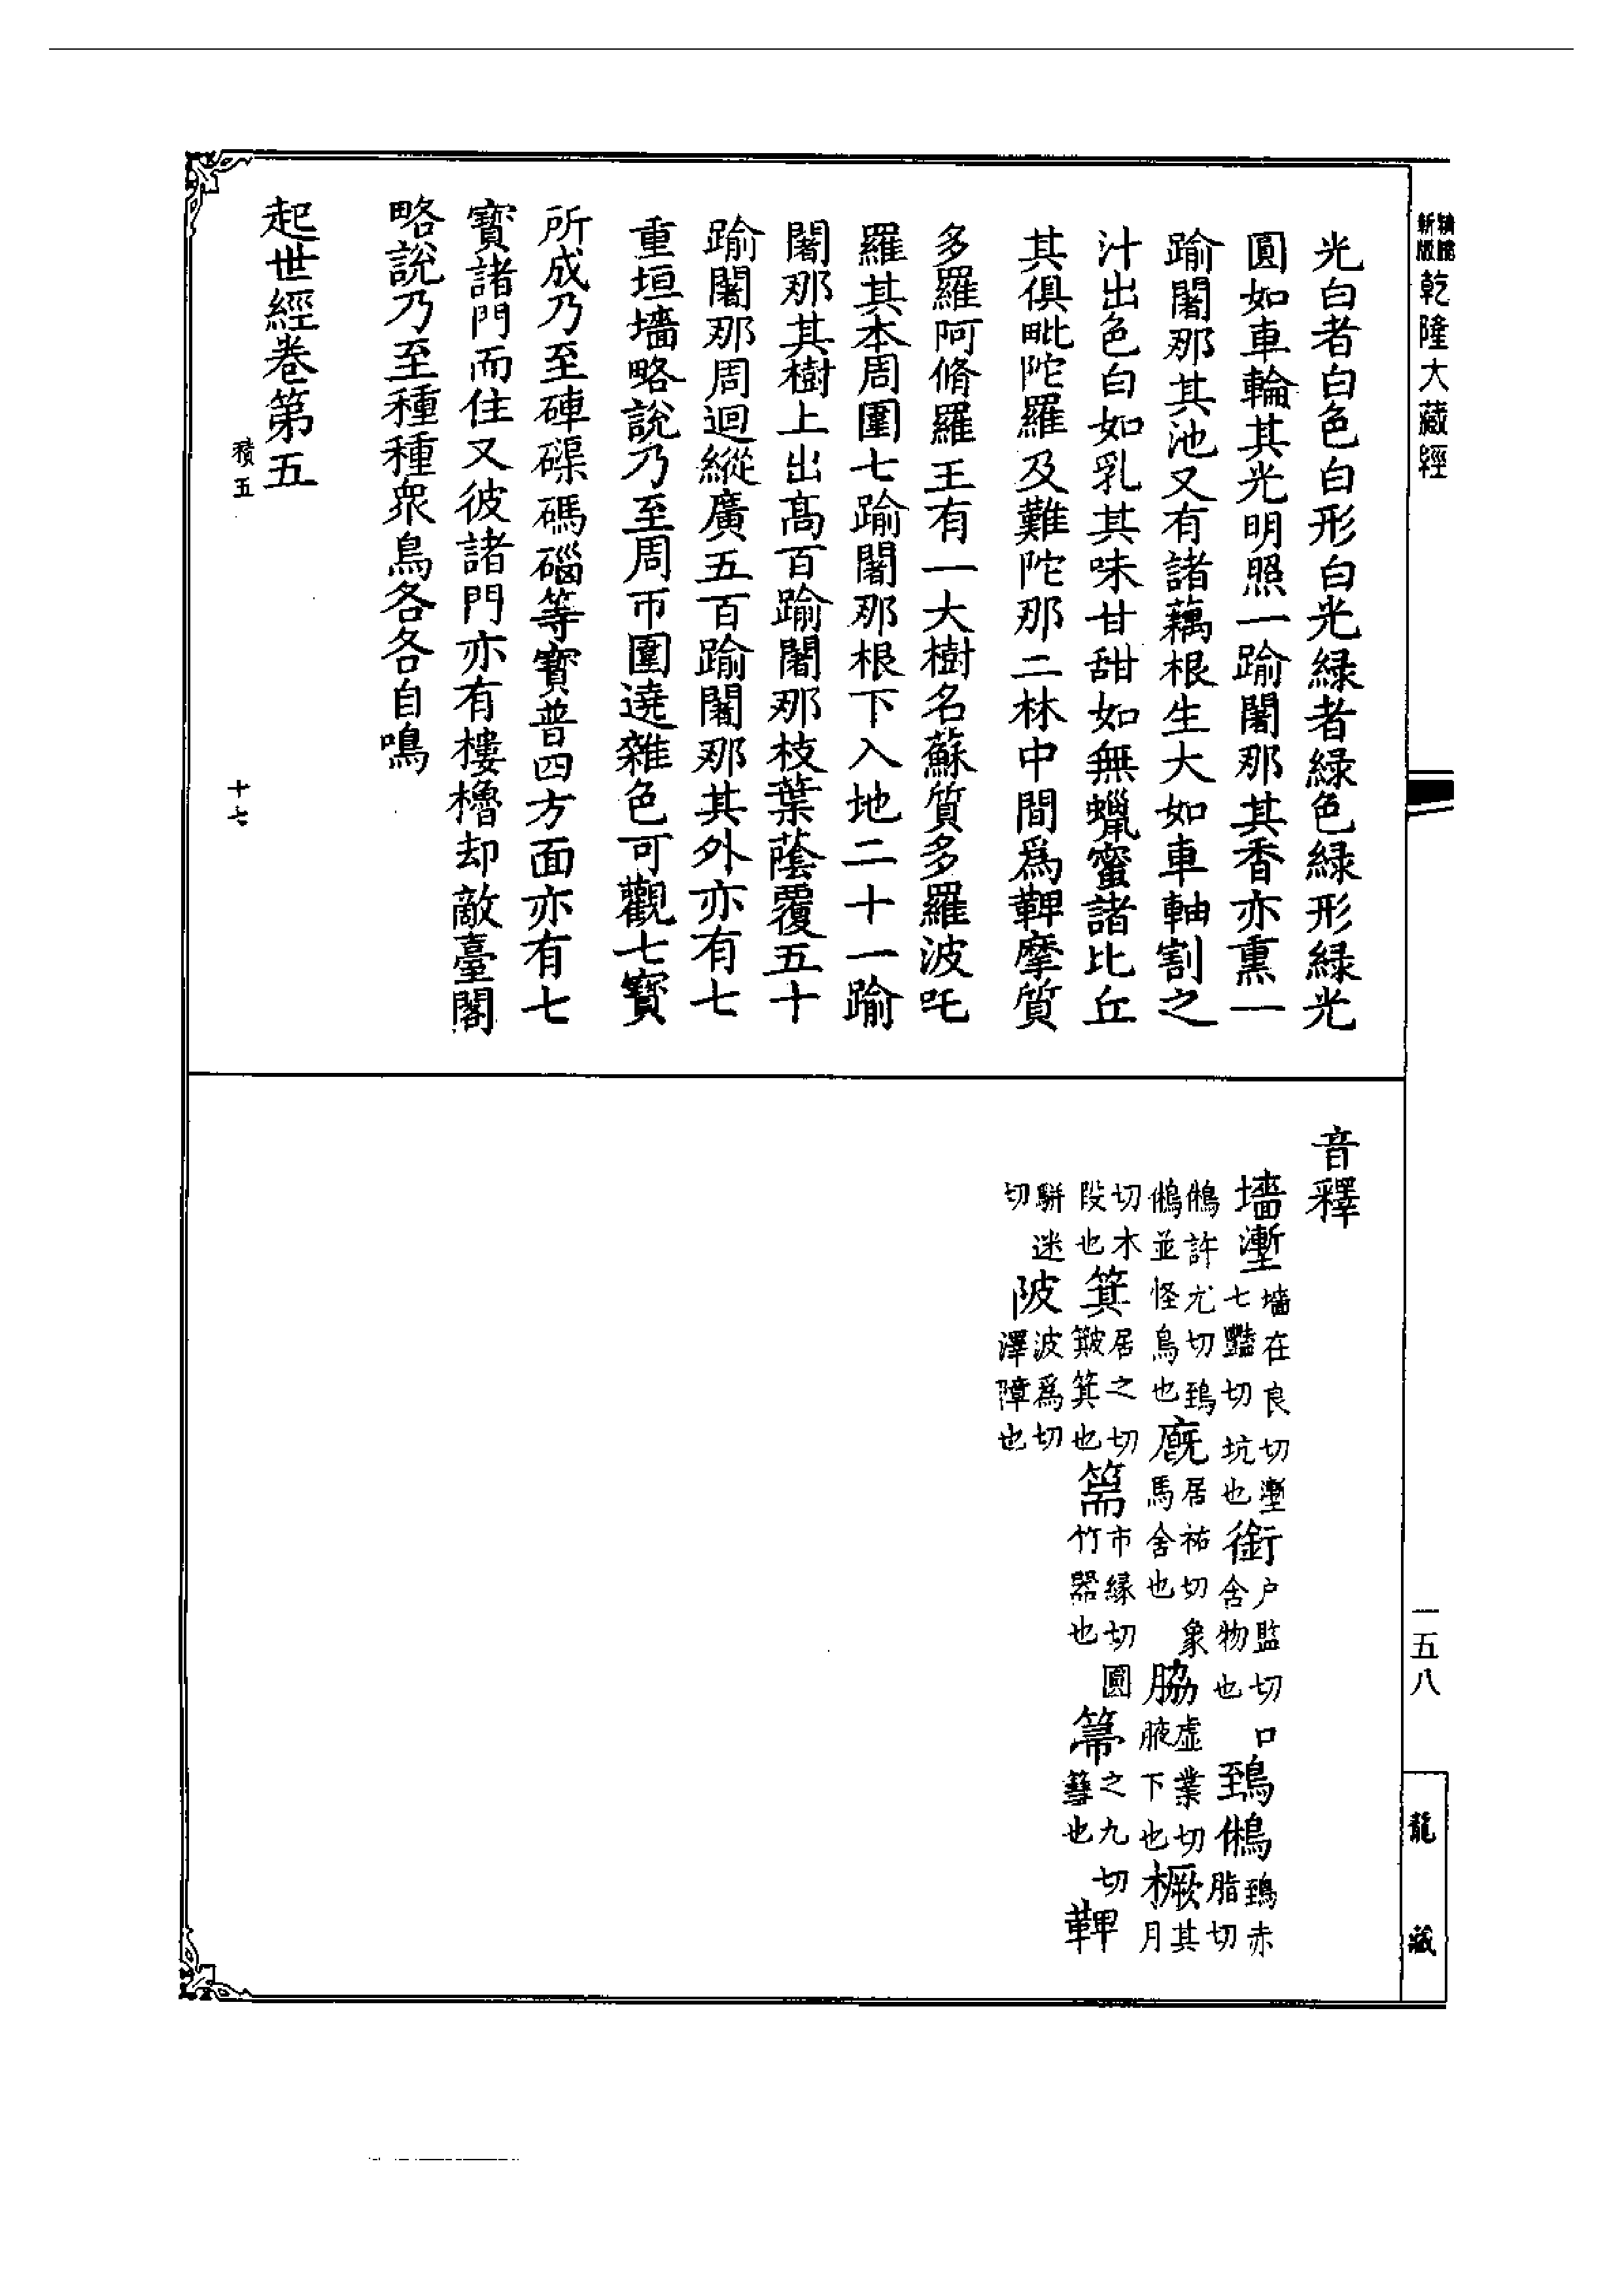 新版
乾隆大藏經
光白者白色白形白光緑者緑色緑形緑光
圓如車輪其光明照一踰闍那其香亦熏一
踰闍那其池又有諸藕根生大如車軸割之
汁出色白如乳其味甘甜如無蠟蜜諸比丘
其俱毗陀羅及難陀那二林中間爲鞞摩質
多羅阿脩羅王有一大樹名蘇質多羅波吒
羅其本周圍七踰闍那根下入地二十一踰
闍那其樹上出高百踰闍那枝葉蔭覆五十
踰闍那周迴縱廣五百踰闍那其外亦有七
重垣墻略說乃至周帀圍遶雜色可觀七寶
所成乃至硨磲碼碯等寶普四方面亦有七
寶諸門而住又彼諸門亦有樓櫓却敵臺閣
略說乃至種種衆鳥各各自鳴
起世經卷第五
積五
十七
音釋
墻壍墻在良切壍七豔切坑也銜戶監切口含物也鵄鵂鵄赤脂切
鵂許尤切鵄鵂並怪鳥也廐居祐切象馬舍也脇虛業切腋下也橛其月
切木段也箕居之切簸箕也篅市緣切圓竹器也箒之九切篲也鞞
騈迷切陂波爲切澤障也
一五八
龍藏